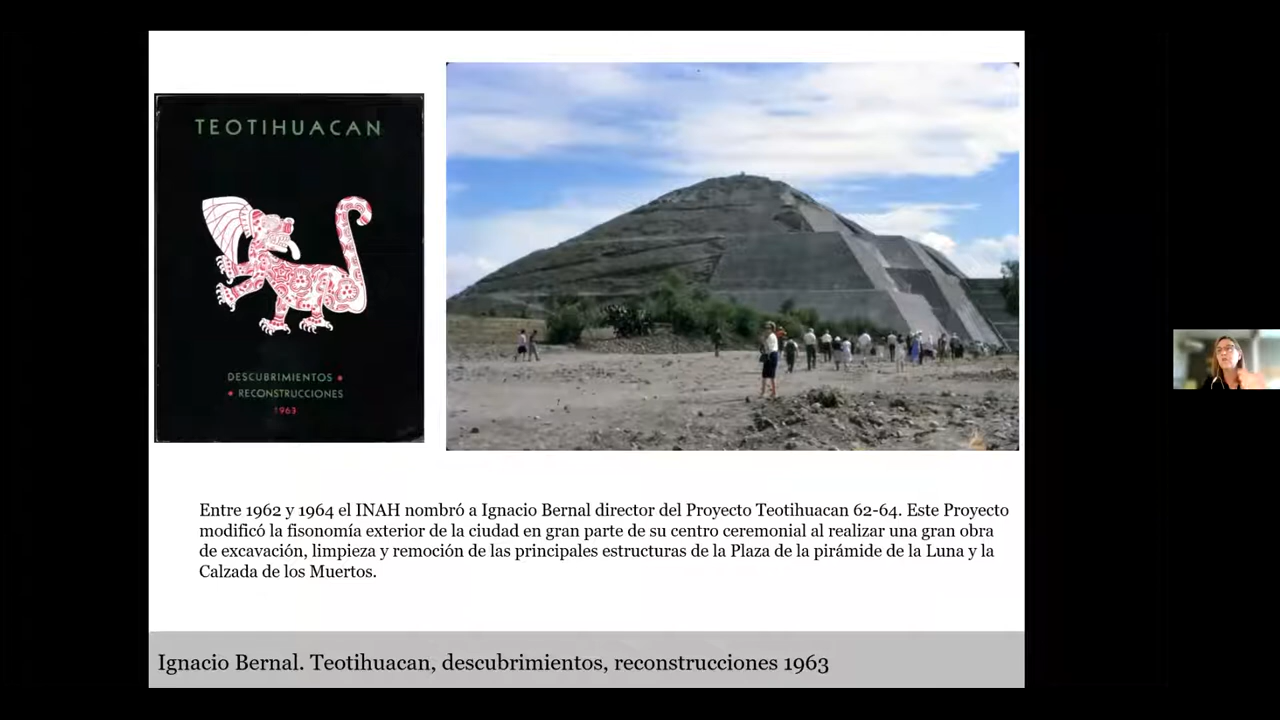 TEOTIHUACAN
DESCUBRIMIENTOS
RECONSTRUCCIONES
1963
Entre 1962 y 1964 el INAH nombró a Ignacio Bernal director del Proyecto Teotihuacan 62-64. Este Proyecto
modificó la fisonomía exterior de la ciudad en gran parte de su centro ceremonial al realizar una gran obra
de excavación, limpieza y remoción de las principales estructuras de la Plaza de la pirámide de la Luna y la
Calzada de los Muertos.
Ignacio Bernal. Teotihuacan, descubrimientos, reconstrucciones 1963